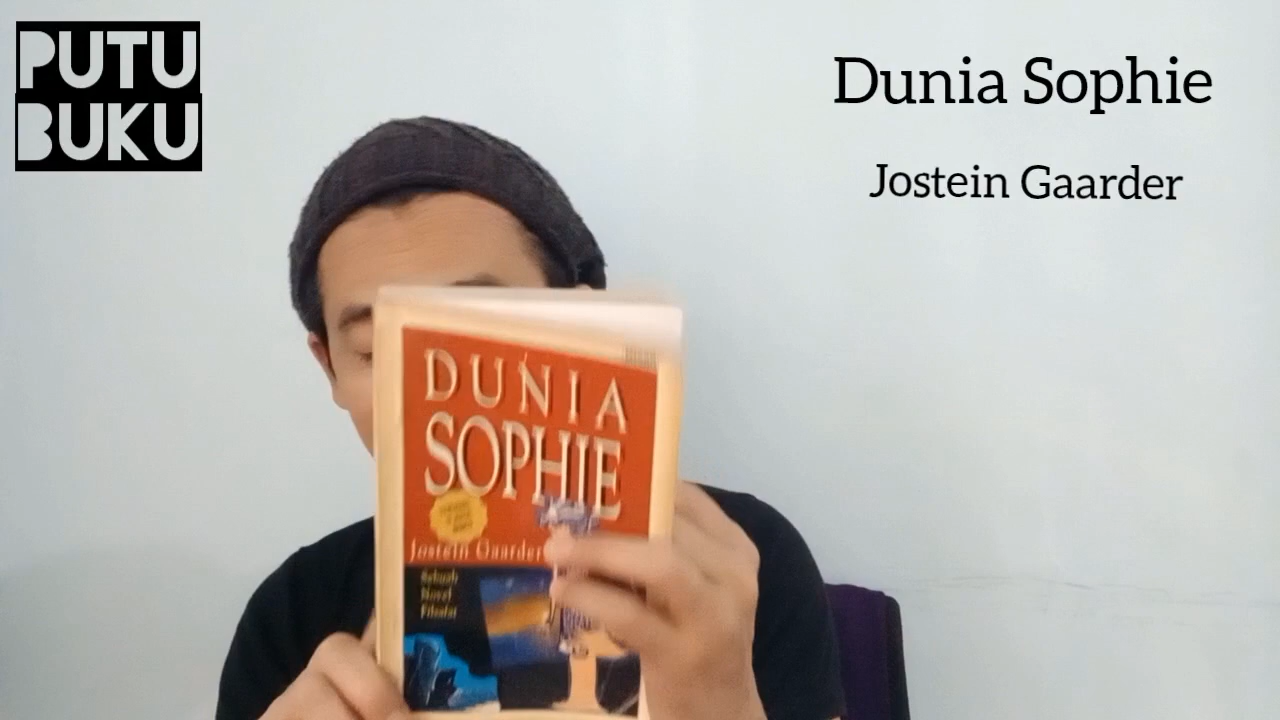 PUTU
BUKU
Dunia Sophie
Jostein Gaarder
DUNIA
SOPHIE
Jostein Gaarder
Sebuah
Novel
Filsafat